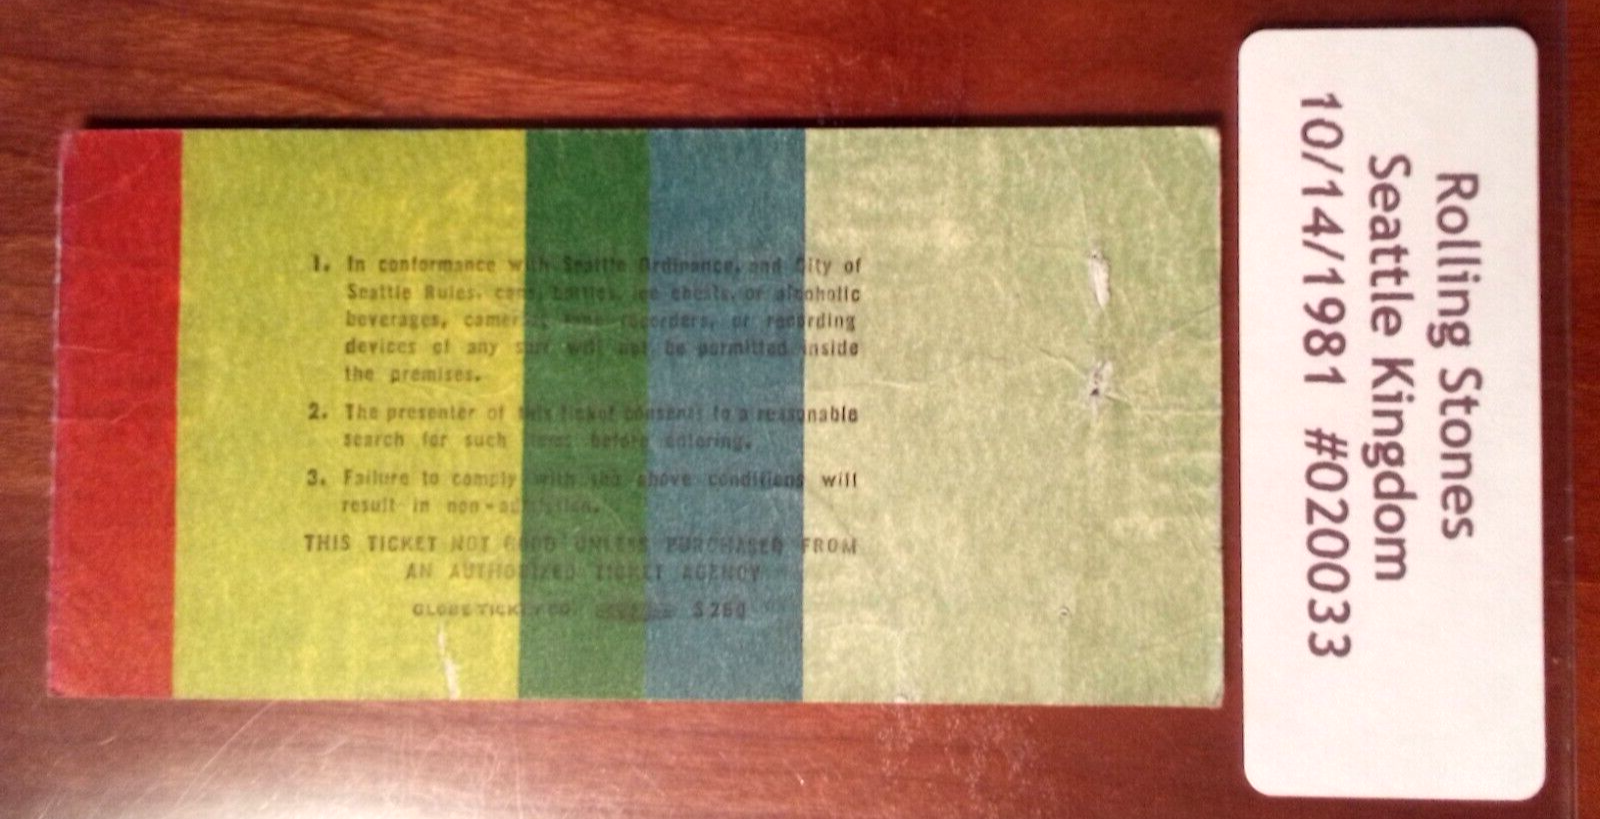 1. In conformance with Seattle Ordinance, and City of
Seattle Rules, cans, bottles, ice chests, or alcoholic
beverages, cameras, tape recorders, or recording
devices of any sort will not be permitted inside
the premises.
2. The presenter of this ticket consents to a reasonable
search for such items before entering.
3. Failure to comply with the above conditions will
result in non-admission.
THIS TICKET NOT GOOD UNLESS PURCHASED FROM
AN AUTHORIZED TICKET AGENCY
GLOBE TICKET CO.
Rolling Stones
Seattle Kingdom
10/14/1981 #020033